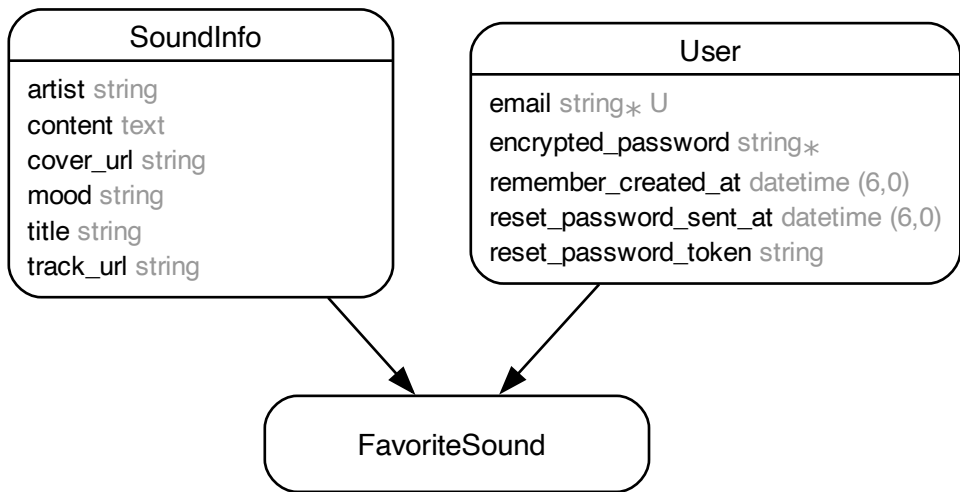 SoundInfo
artist string
content text
cover_url string
mood string
title string
track_url string
User
email string∗ U
encrypted_password string∗
remember_created_at datetime (6,0)
reset_password_sent_at datetime (6,0)
reset_password_token string
FavoriteSound